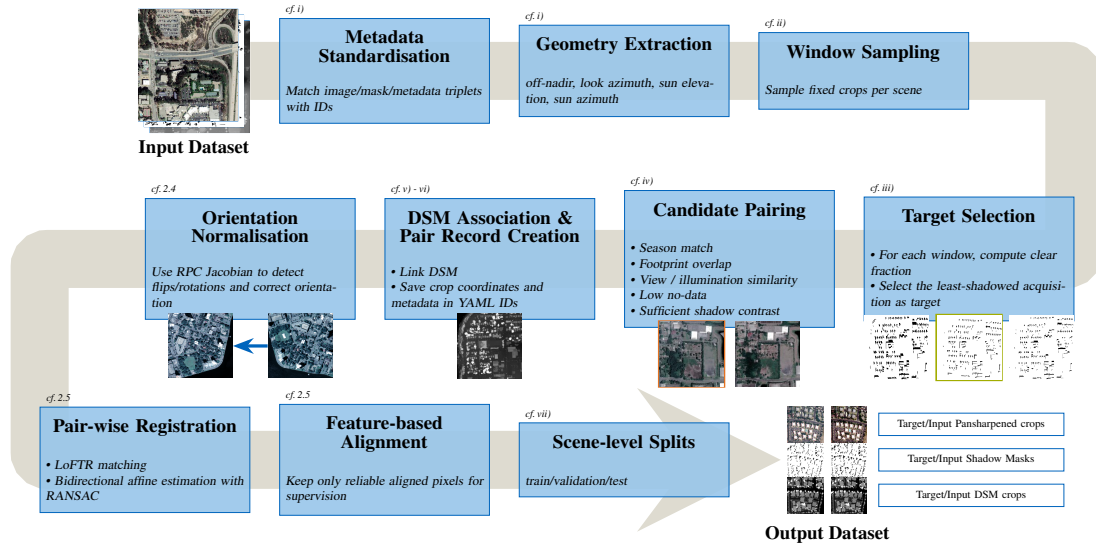 cf. i)
Metadata
Standardisation
Match image/mask/metadata triplets
with IDs
cf. i)
Geometry Extraction
off-nadir, look azimuth, sun eleva-
tion, sun azimuth
cf. ii)
Window Sampling
Sample fixed crops per scene
Input Dataset
cf. 2.4
Orientation
Normalisation
Use RPC Jacobian to detect
flips/rotations and correct orienta-
tion
cf. v) - vi)
DSM Association &
Pair Record Creation
• Link DSM
• Save crop coordinates and
metadata in YAML IDs
cf. iv)
Candidate Pairing
• Season match
• Footprint overlap
• View / illumination similarity
• Low no-data
• Sufficient shadow contrast
cf. iii)
Target Selection
• For each window, compute clear
fraction
• Select the least-shadowed acquisi-
tion as target
cf. 2.5
Pair-wise Registration
• LoFTR matching
• Bidirectional affine estimation with
RANSAC
cf. 2.5
Feature-based
Alignment
Keep only reliable aligned pixels for
supervision
cf. vii)
Scene-level Splits
train/validation/test
Target/Input Pansharpened crops
Target/Input Shadow Masks
Target/Input DSM crops
Output Dataset